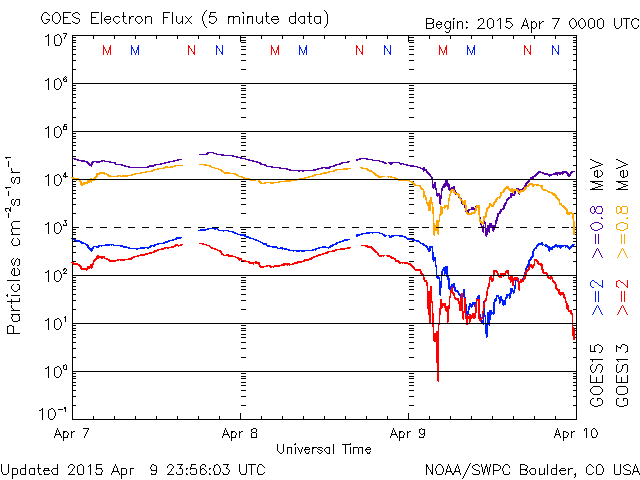 GOES Electron Flux (5 minute data)
Begin: 2015 Apr 7 0000 UTC
10⁷
M M N N M M N N M M N N
10⁶
10⁵
10⁴
10³
10²
10¹
10⁰
10⁻¹
Particles cm⁻²s⁻¹sr⁻¹
Apr 7 Apr 8 Apr 9 Apr 10
Universal Time
GOES15 >=2 >=0.8 MeV
GOES13 >=2 >=0.8 MeV
Updated 2015 Apr 9 23:56:03 UTC
NOAA/SWPC Boulder, CO USA